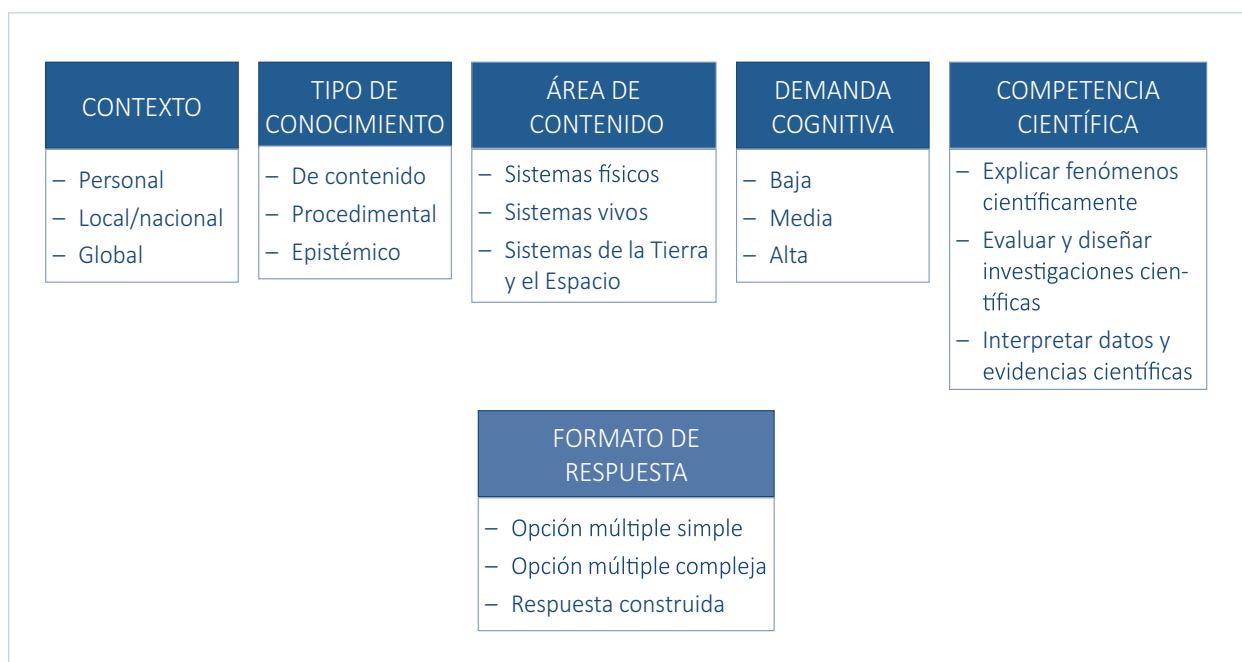 CONTEXTO
– Personal
– Local/nacional
– Global
TIPO DE
CONOCIMIENTO
– De contenido
– Procedimental
– Epistémico
ÁREA DE
CONTENIDO
– Sistemas físicos
– Sistemas vivos
– Sistemas de la Tierra
y el Espacio
DEMANDA
COGNITIVA
– Baja
– Media
– Alta
COMPETENCIA
CIENTÍFICA
– Explicar fenómenos
científicamente
– Evaluar y diseñar
investigaciones cien-
tíficas
– Interpretar datos y
evidencias científicas
FORMATO DE
RESPUESTA
– Opción múltiple simple
– Opción múltiple compleja
– Respuesta construida